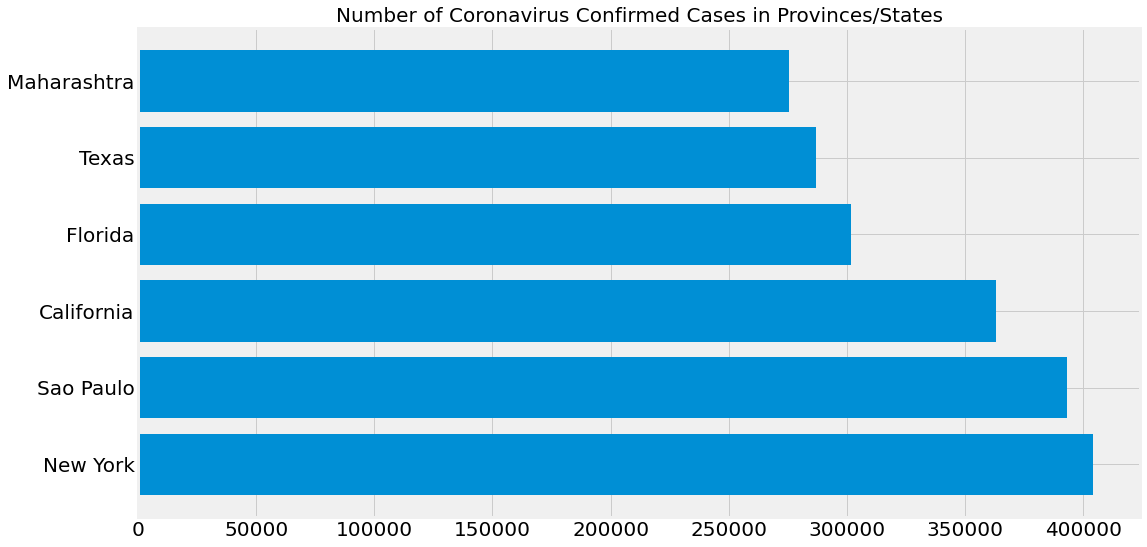 Number of Coronavirus Confirmed Cases in Provinces/States
Maharashtra
Texas
Florida
California
Sao Paulo
New York
0 50000 100000 150000 200000 250000 300000 350000 400000